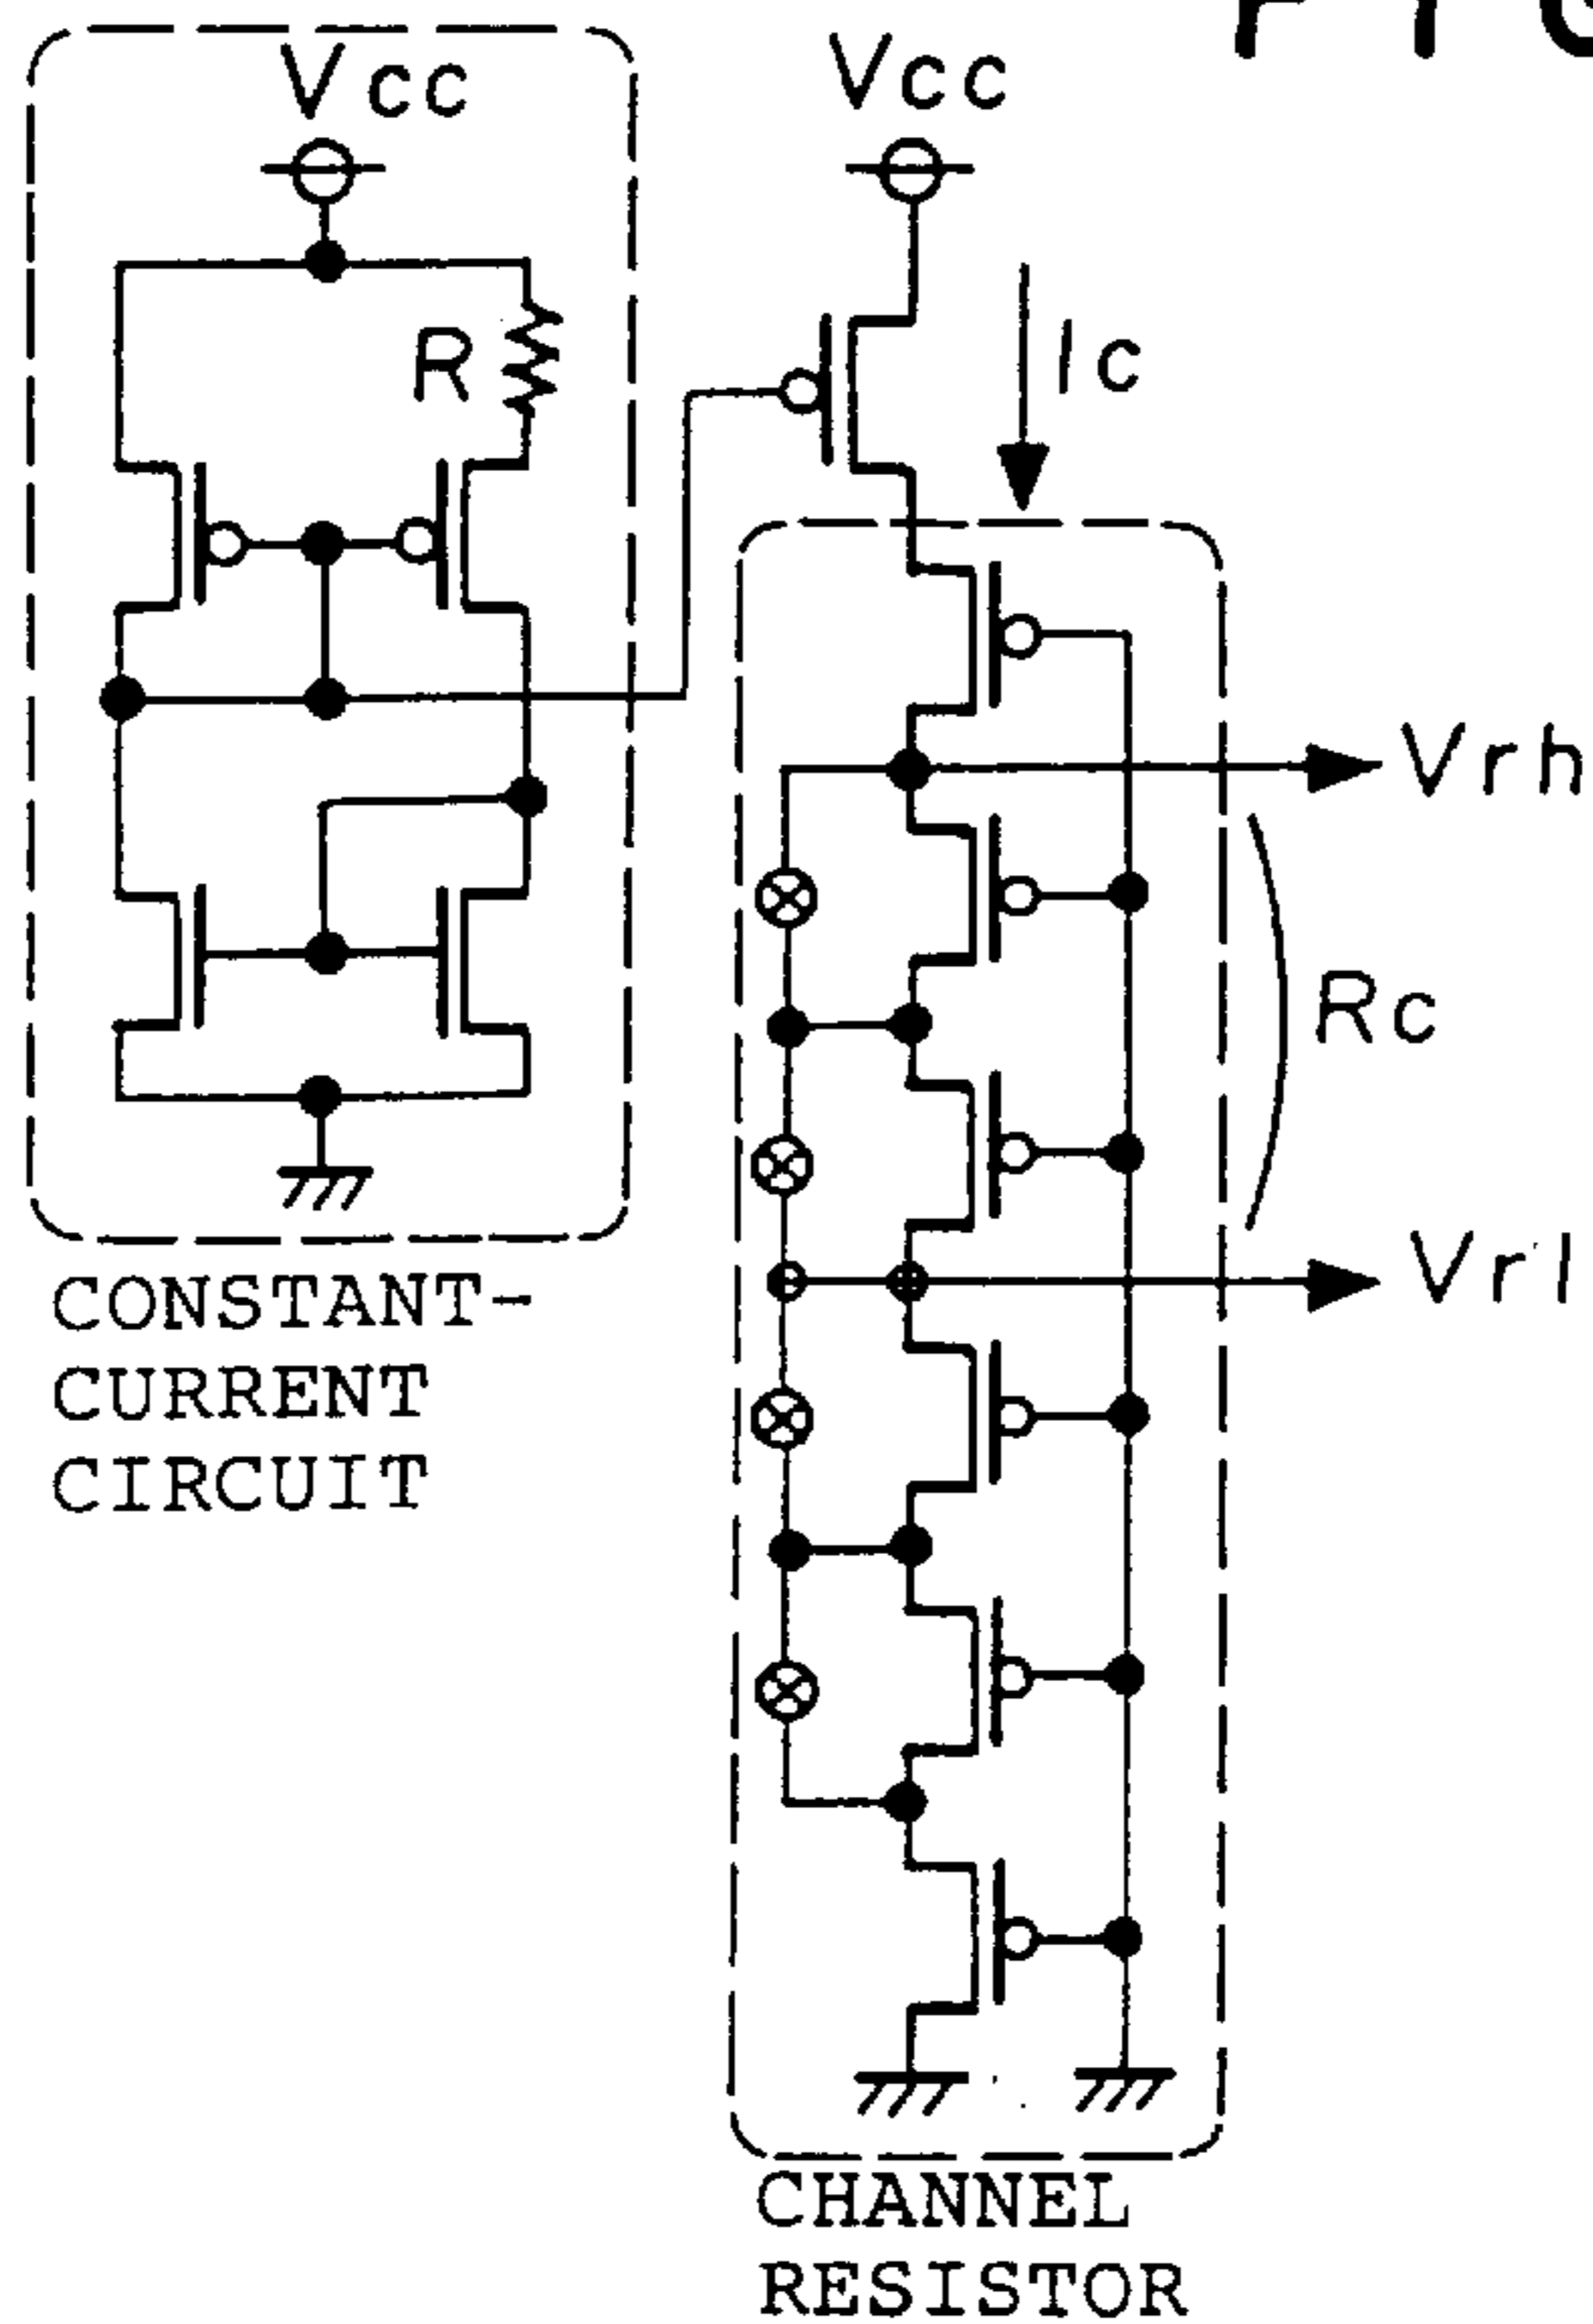 Vcc
Vcc
R
Ic
Vrh
Rc
Vrl
CONSTANT-
CURRENT
CIRCUIT
CHANNEL
RESISTOR